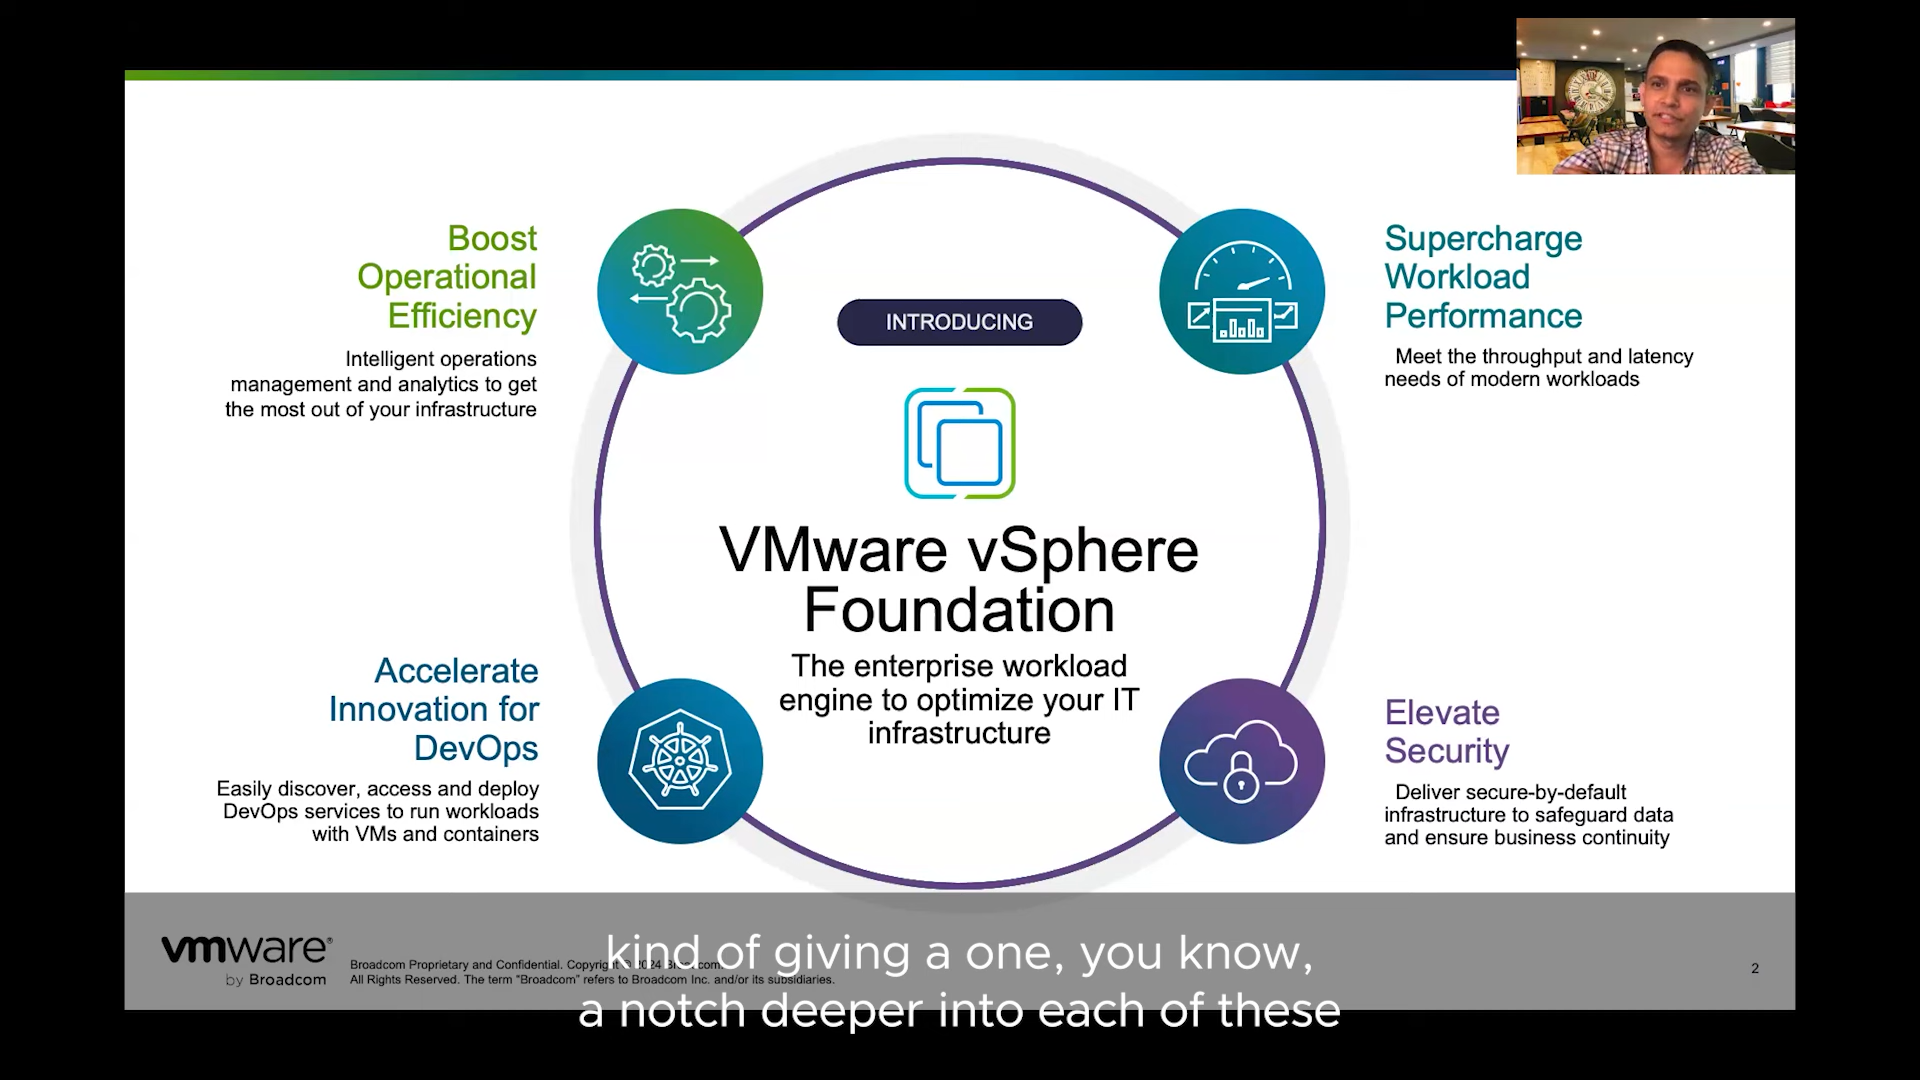 Boost
Operational
Efficiency
Intelligent operations
management and analytics to get
the most out of your infrastructure
Supercharge
Workload
Performance
Meet the throughput and latency
needs of modern workloads
INTRODUCING
VMware vSphere
Foundation
The enterprise workload
engine to optimize your IT
infrastructure
Accelerate
Innovation for
DevOps
Easily discover, access and deploy
DevOps services to run workloads
with VMs and containers
Elevate
Security
Deliver secure-by-default
infrastructure to safeguard data
and ensure business continuity
vmware®
by Broadcom
Broadcom Proprietary and Confidential. Copyright © 2024 Broadcom.
All Rights Reserved. The term "Broadcom" refers to Broadcom Inc. and/or its subsidiaries.
2
kind of giving a one, you know,
a notch deeper into each of these